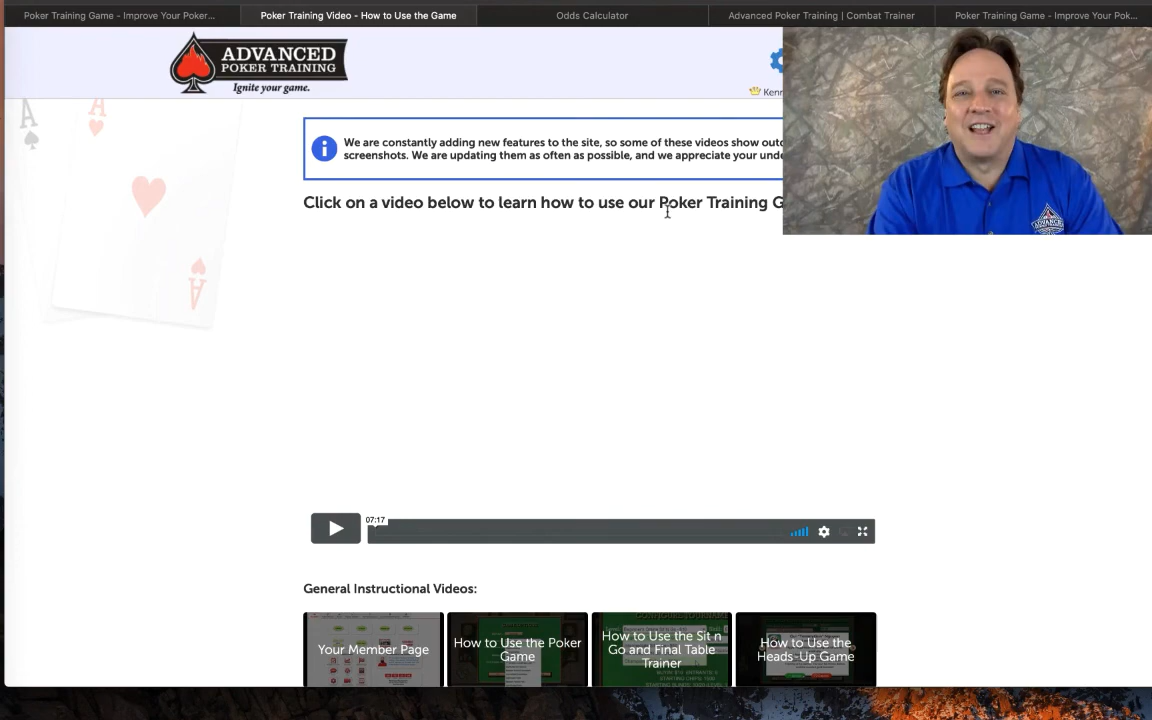 Poker Training Game - Improve Your Poker...
Poker Training Video - How to Use the Game
Odds Calculator
Advanced Poker Training | Combat Trainer
Poker Training Game - Improve Your Pok...
ADVANCED
POKER TRAINING
Ignite your game.
Kenn
A
A
A
We are constantly adding new features to the site, so some of these videos show outd
screenshots. We are updating them as often as possible, and we appreciate your unde
Click on a video below to learn how to use our Poker Training G
ADVANCED
07:17
General Instructional Videos:
Your Member Page
How to Use the Poker
Game
How to Use the Sit n
Go and Final Table
Trainer
How to Use the
Heads-Up Game